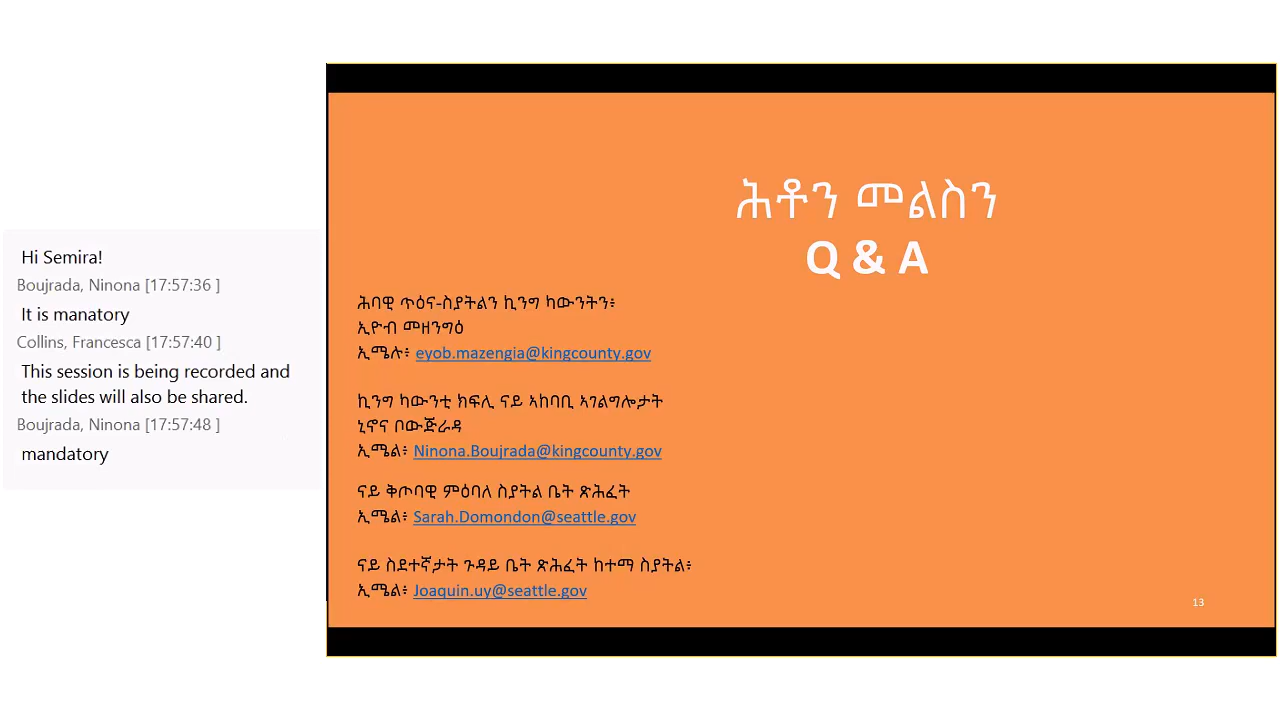 Hi Semira!
Boujrada, Ninona [17:57:36 ]
It is manatory
Collins, Francesca [17:57:40 ]
This session is being recorded and
the slides will also be shared.
Boujrada, Ninona [17:57:48 ]
mandatory
ሕቶን መልስን
Q & A
ሕባዊ ጥዕና-ስያትልን ኪንግ ካውንትን፥
ኢዮብ መዘንግዕ
ኢሜሉ፥ eyob.mazengia@kingcounty.gov
ኪንግ ካውንቲ ክፍሊ ናይ ኣከባቢ ኣገልግሎታት
ኒኖና ቦውጅራዳ
ኢሜል፥ Ninona.Boujrada@kingcounty.gov
ናይ ቅጦባዊ ምዕባለ ስያትል ቤት ጽሕፈት
ኢሜል፥ Sarah.Domondon@seattle.gov
ናይ ስደተኛታት ጉዳይ ቤት ጽሕፈት ከተማ ስያትል፥
ኢሜል፥ Joaquin.uy@seattle.gov
13